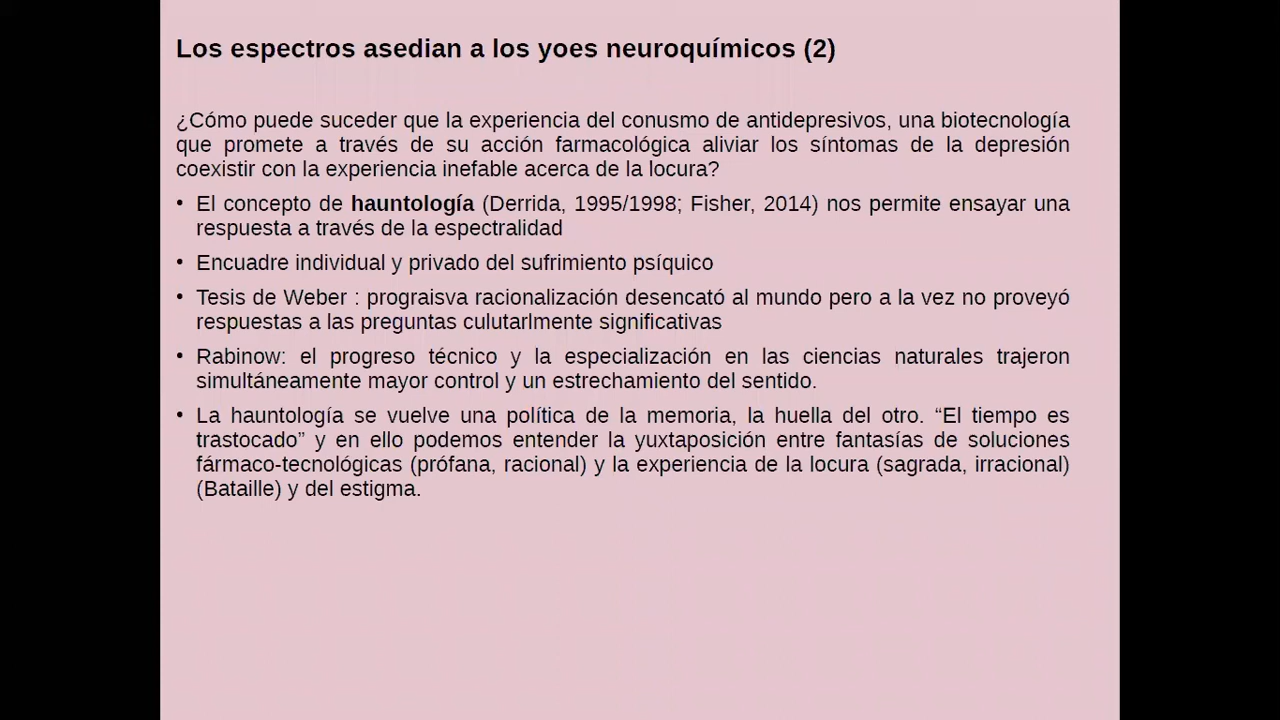 Los espectros asedian a los yoes neuroquímicos (2)
¿Cómo puede suceder que la experiencia del conusmo de antidepresivos, una biotecnología
que promete a través de su acción farmacológica aliviar los síntomas de la depresión
coexistir con la experiencia inefable acerca de la locura?
• El concepto de hauntología (Derrida, 1995/1998; Fisher, 2014) nos permite ensayar una
respuesta a través de la espectralidad
• Encuadre individual y privado del sufrimiento psíquico
• Tesis de Weber : prograisva racionalización desencató al mundo pero a la vez no proveyó
respuestas a las preguntas culutarlmente significativas
• Rabinow: el progreso técnico y la especialización en las ciencias naturales trajeron
simultáneamente mayor control y un estrechamiento del sentido.
• La hauntología se vuelve una política de la memoria, la huella del otro. “El tiempo es
trastocado” y en ello podemos entender la yuxtaposición entre fantasías de soluciones
fármaco-tecnológicas (prófana, racional) y la experiencia de la locura (sagrada, irracional)
(Bataille) y del estigma.